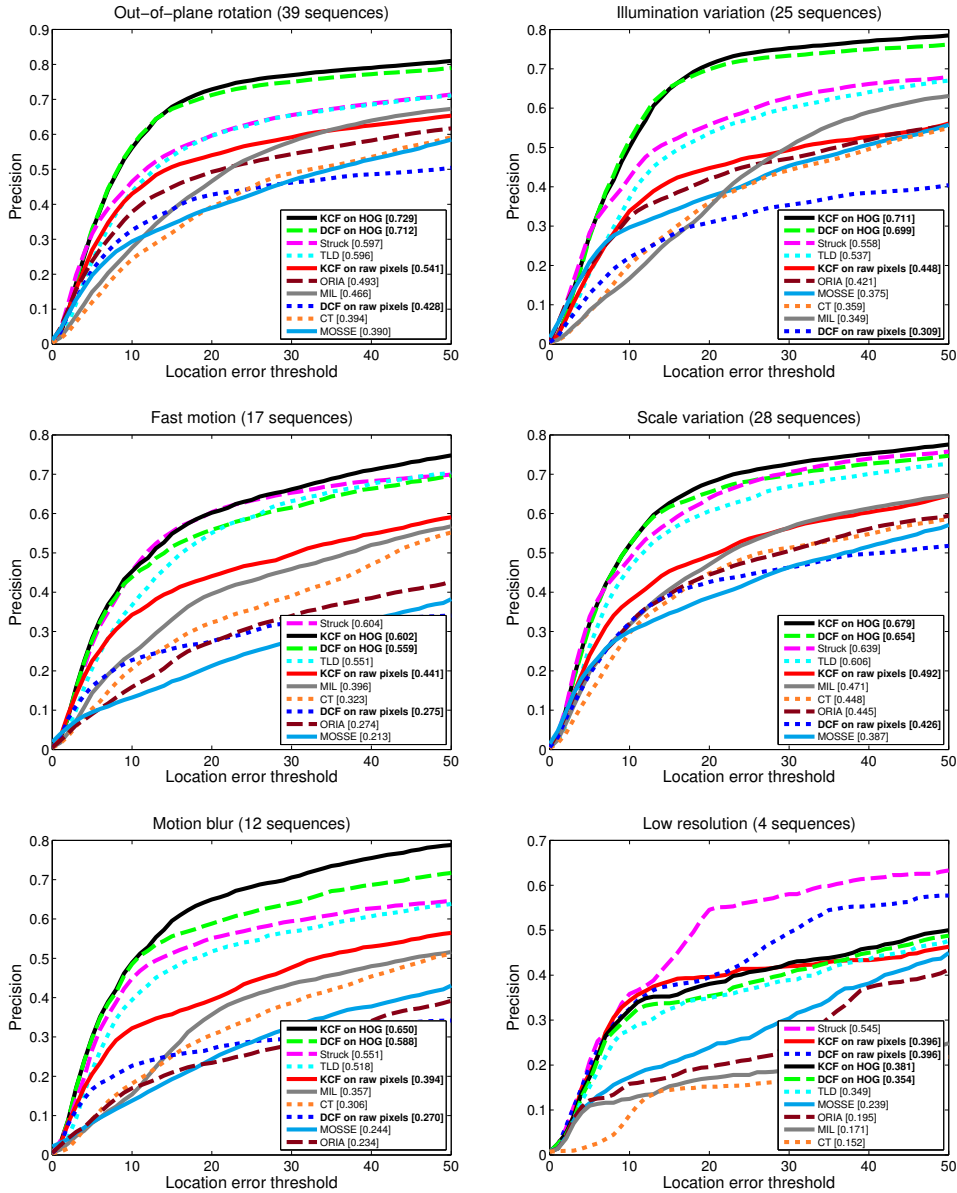 Out-of-plane rotation (39 sequences)
0.9
0.8
0.7
0.6
0.5
0.4
0.3
0.2
0.1
0
Precision
KCF on HOG [0.729]
DCF on HOG [0.712]
Struck [0.597]
TLD [0.596]
KCF on raw pixels [0.541]
ORIA [0.493]
MIL [0.466]
DCF on raw pixels [0.428]
CT [0.394]
MOSSE [0.390]
0 10 20 30 40 50
Location error threshold
Illumination variation (25 sequences)
0.8
0.7
0.6
0.5
0.4
0.3
0.2
0.1
0
Precision
KCF on HOG [0.711]
DCF on HOG [0.699]
Struck [0.558]
TLD [0.537]
KCF on raw pixels [0.448]
ORIA [0.421]
MOSSE [0.375]
CT [0.359]
MIL [0.349]
DCF on raw pixels [0.309]
0 10 20 30 40 50
Location error threshold
Fast motion (17 sequences)
0.8
0.7
0.6
0.5
0.4
0.3
0.2
0.1
0
Precision
Struck [0.604]
KCF on HOG [0.602]
DCF on HOG [0.559]
TLD [0.551]
KCF on raw pixels [0.441]
MIL [0.396]
CT [0.323]
DCF on raw pixels [0.275]
ORIA [0.274]
MOSSE [0.213]
0 10 20 30 40 50
Location error threshold
Scale variation (28 sequences)
0.8
0.7
0.6
0.5
0.4
0.3
0.2
0.1
0
Precision
KCF on HOG [0.679]
DCF on HOG [0.654]
Struck [0.639]
TLD [0.606]
KCF on raw pixels [0.492]
MIL [0.471]
CT [0.448]
ORIA [0.445]
DCF on raw pixels [0.426]
MOSSE [0.387]
0 10 20 30 40 50
Location error threshold
Motion blur (12 sequences)
0.8
0.7
0.6
0.5
0.4
0.3
0.2
0.1
0
Precision
KCF on HOG [0.650]
DCF on HOG [0.588]
Struck [0.551]
TLD [0.518]
KCF on raw pixels [0.394]
MIL [0.357]
CT [0.306]
DCF on raw pixels [0.270]
MOSSE [0.244]
ORIA [0.234]
0 10 20 30 40 50
Location error threshold
Low resolution (4 sequences)
0.7
0.6
0.5
0.4
0.3
0.2
0.1
0
Precision
Struck [0.545]
KCF on raw pixels [0.396]
DCF on raw pixels [0.396]
KCF on HOG [0.381]
DCF on HOG [0.354]
TLD [0.349]
MOSSE [0.239]
ORIA [0.195]
MIL [0.171]
CT [0.152]
0 10 20 30 40 50
Location error threshold